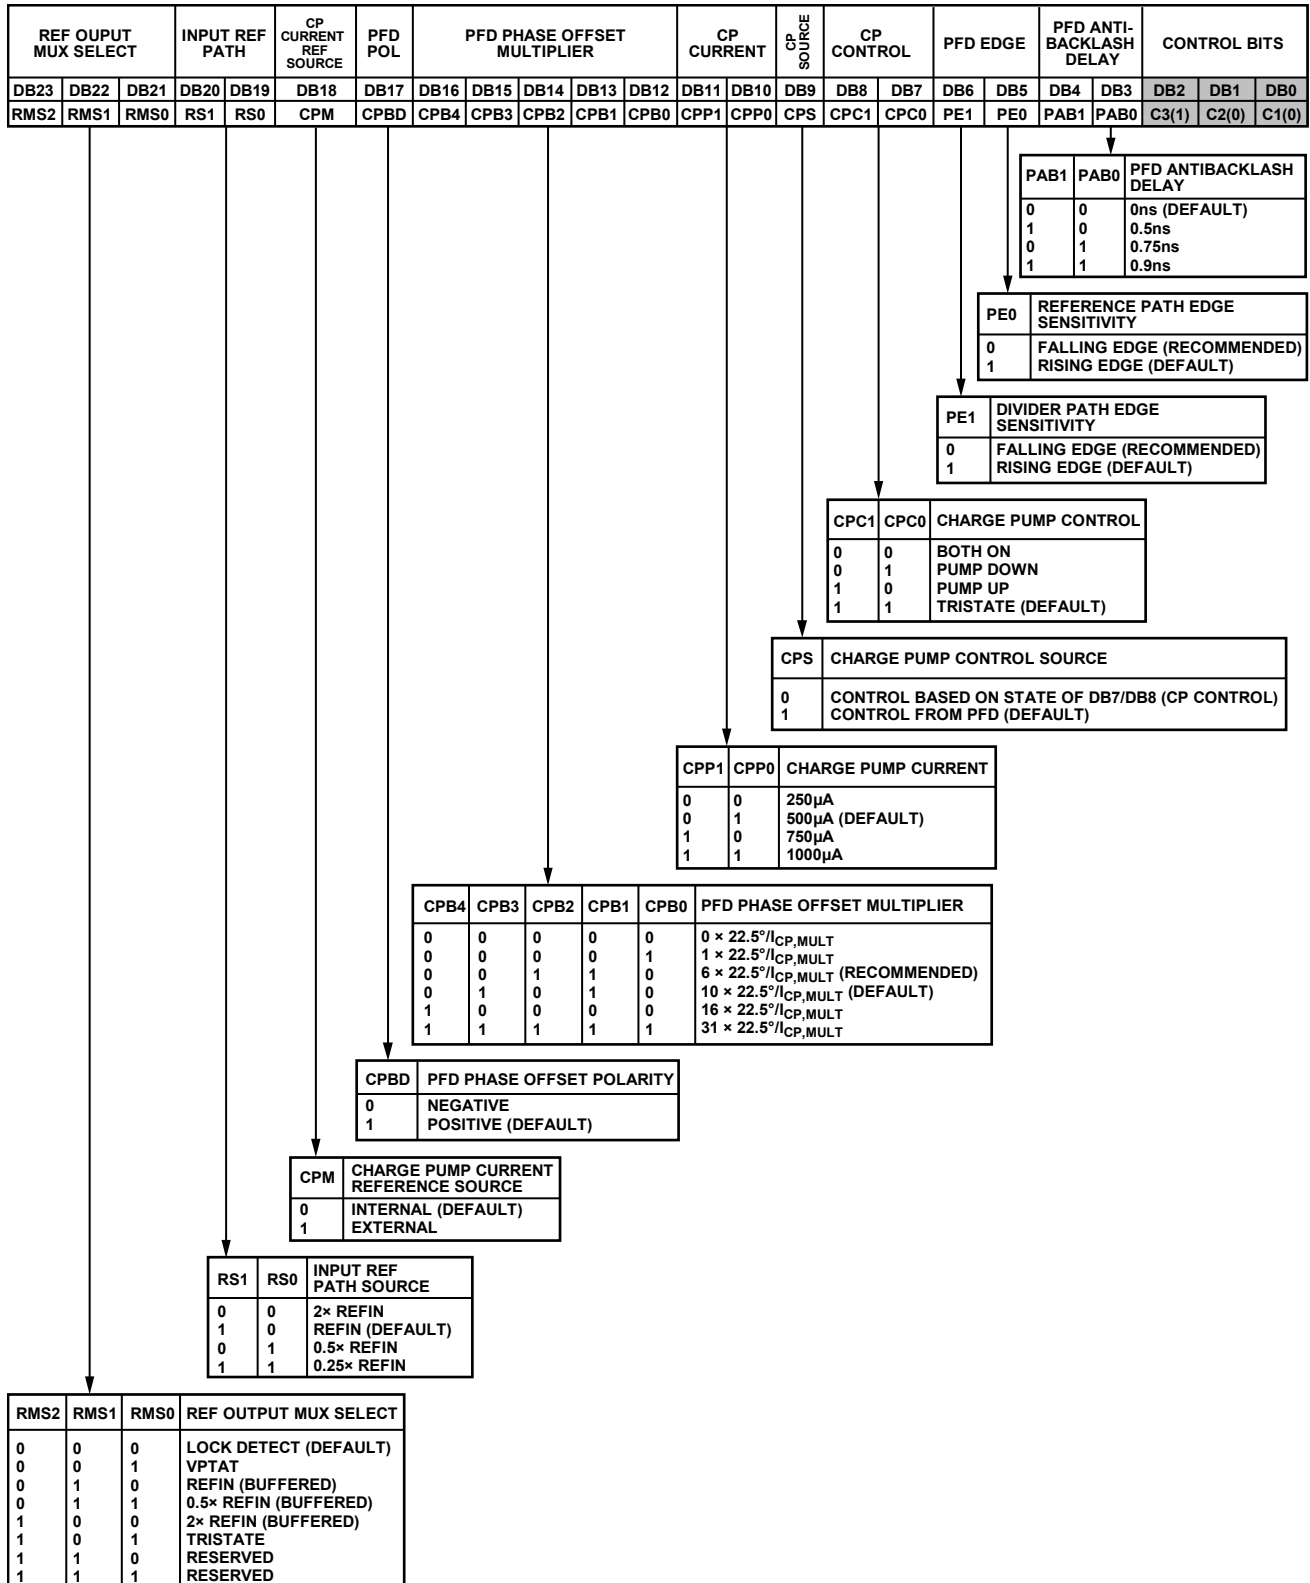 REF OUPUT MUX SELECT | INPUT REF PATH | CP CURRENT REF SOURCE | PFD POL | PFD PHASE OFFSET MULTIPLIER | CP CURRENT | CP SOURCE | CP CONTROL | PFD EDGE | PFD ANTI-BACKLASH DELAY | CONTROL BITS
DB23 DB22 DB21 DB20 DB19 DB18 DB17 DB16 DB15 DB14 DB13 DB12 DB11 DB10 DB9 DB8 DB7 DB6 DB5 DB4 DB3 DB2 DB1 DB0
RMS2 RMS1 RMS0 RS1 RS0 CPM CPBD CPB4 CPB3 CPB2 CPB1 CPB0 CPP1 CPP0 CPS CPC1 CPC0 PE1 PE0 PAB1 PAB0 C3(1) C2(0) C1(0)
PAB1 PAB0 PFD ANTIBACKLASH
DELAY
0 0 0ns (DEFAULT)
1 0 0.5ns
0 1 0.75ns
1 1 0.9ns
PE0 REFERENCE PATH EDGE
SENSITIVITY
0 FALLING EDGE (RECOMMENDED)
1 RISING EDGE (DEFAULT)
PE1 DIVIDER PATH EDGE
SENSITIVITY
0 FALLING EDGE (RECOMMENDED)
1 RISING EDGE (DEFAULT)
CPC1 CPC0 CHARGE PUMP CONTROL
0 0 BOTH ON
0 1 PUMP DOWN
1 0 PUMP UP
1 1 TRISTATE (DEFAULT)
CPS CHARGE PUMP CONTROL SOURCE
0 CONTROL BASED ON STATE OF DB7/DB8 (CP CONTROL)
1 CONTROL FROM PFD (DEFAULT)
CPP1 CPP0 CHARGE PUMP CURRENT
0 0 250µA
0 1 500µA (DEFAULT)
1 0 750µA
1 1 1000µA
CPB4 CPB3 CPB2 CPB1 CPB0 PFD PHASE OFFSET MULTIPLIER
0 0 0 0 0 0 × 22.5°/ICP,MULT
0 0 0 0 1 1 × 22.5°/ICP,MULT
0 0 1 1 0 6 × 22.5°/ICP,MULT (RECOMMENDED)
0 1 0 1 0 10 × 22.5°/ICP,MULT (DEFAULT)
1 0 0 0 0 16 × 22.5°/ICP,MULT
1 1 1 1 1 31 × 22.5°/ICP,MULT
CPBD PFD PHASE OFFSET POLARITY
0 NEGATIVE
1 POSITIVE (DEFAULT)
CPM CHARGE PUMP CURRENT
REFERENCE SOURCE
0 INTERNAL (DEFAULT)
1 EXTERNAL
RS1 RS0 INPUT REF
PATH SOURCE
0 0 2× REFIN
1 0 REFIN (DEFAULT)
0 1 0.5× REFIN
1 1 0.25× REFIN
RMS2 RMS1 RMS0 REF OUTPUT MUX SELECT
0 0 0 LOCK DETECT (DEFAULT)
0 0 1 VPTAT
0 1 0 REFIN (BUFFERED)
0 1 1 0.5× REFIN (BUFFERED)
1 0 0 2× REFIN (BUFFERED)
1 0 1 TRISTATE
1 1 0 RESERVED
1 1 1 RESERVED